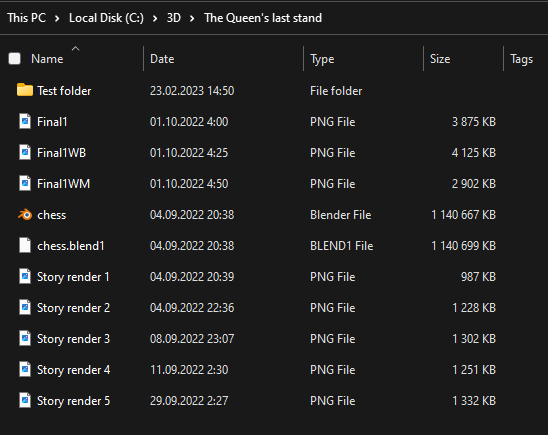 This PC > Local Disk (C:) > 3D > The Queen's last stand
Name Date Type Size Tags
Test folder 23.02.2023 14:50 File folder
Final1 01.10.2022 4:00 PNG File 3 875 KB
Final1WB 01.10.2022 4:25 PNG File 4 125 KB
Final1WM 01.10.2022 4:50 PNG File 2 902 KB
chess 04.09.2022 20:38 Blender File 1 140 667 KB
chess.blend1 04.09.2022 20:38 BLEND1 File 1 140 699 KB
Story render 1 04.09.2022 20:39 PNG File 987 KB
Story render 2 04.09.2022 22:36 PNG File 1 228 KB
Story render 3 08.09.2022 23:07 PNG File 1 302 KB
Story render 4 11.09.2022 2:30 PNG File 1 251 KB
Story render 5 29.09.2022 2:27 PNG File 1 332 KB